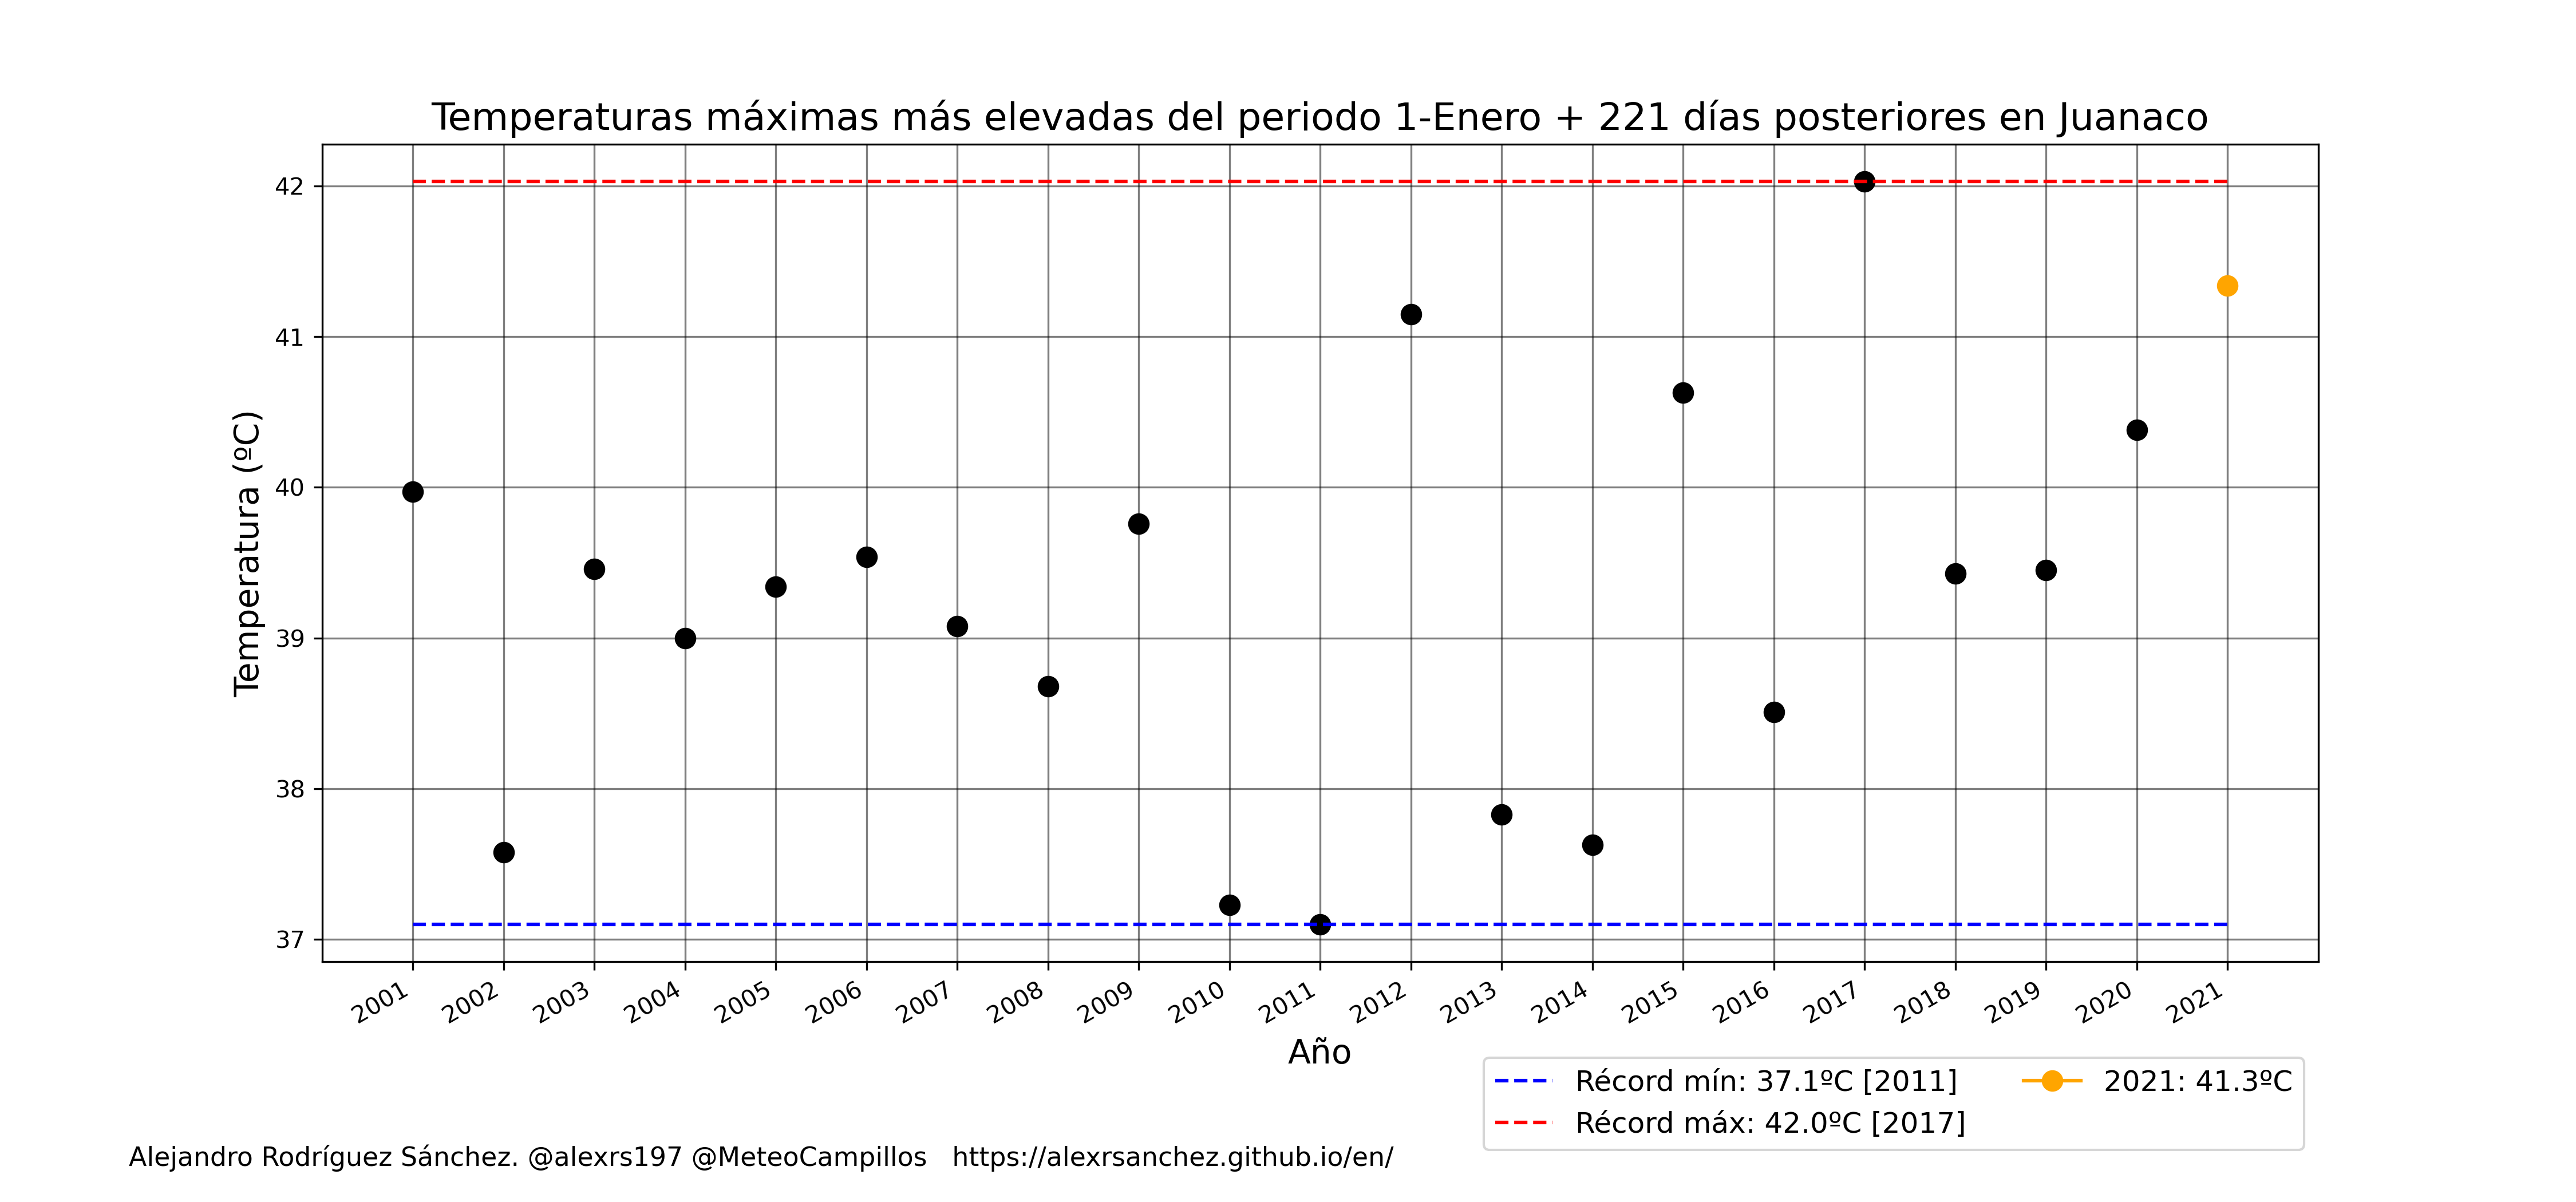 Temperaturas máximas más elevadas del periodo 1-Enero + 221 días posteriores en Juanaco
Temperatura (ºC)
42
41
40
39
38
37
2001 2002 2003 2004 2005 2006 2007 2008 2009 2010 2011 2012 2013 2014 2015 2016 2017 2018 2019 2020 2021
Año
Récord mín: 37.1ºC [2011]
Récord máx: 42.0ºC [2017]
2021: 41.3ºC
Alejandro Rodríguez Sánchez. @alexrs197 @MeteoCampillos https://alexrsanchez.github.io/en/